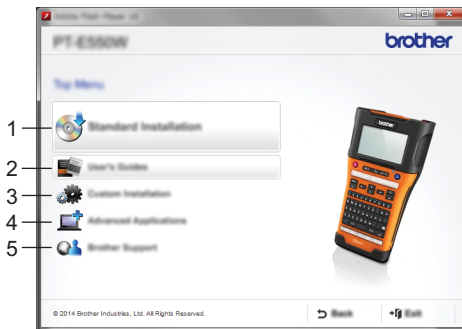 Adobe Flash Player 10
PT-E550W
brother
Top Menu
1
Standard Installation
2
User's Guides
3
Custom Installation
4
Advanced Applications
5
Brother Support
brother
© 2014 Brother Industries, Ltd. All Rights Reserved.
Back
Exit